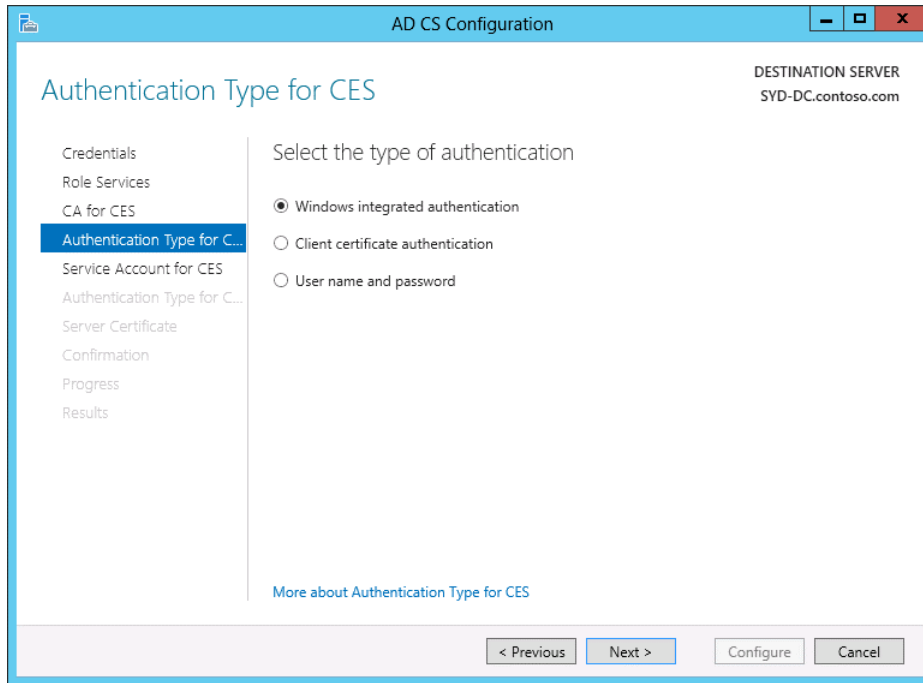 AD CS Configuration
Authentication Type for CES
DESTINATION SERVER
SYD-DC.contoso.com
Credentials
Role Services
CA for CES
Authentication Type for C...
Service Account for CES
Authentication Type for C...
Server Certificate
Confirmation
Progress
Results
Select the type of authentication
Windows integrated authentication
Client certificate authentication
User name and password
More about Authentication Type for CES
< Previous
Next >
Configure
Cancel